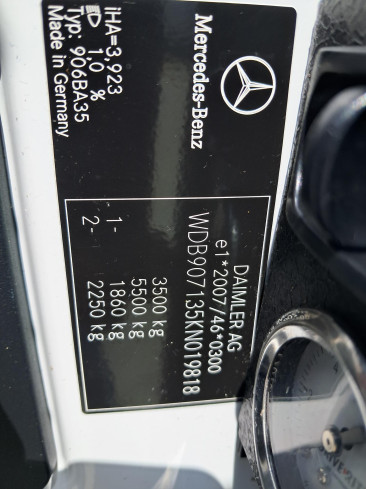 Mercedes-Benz
DAIMLER AG
e1*2007/46*0300
WDB907135KN019818
3500 kg
5500 kg
1- 1860 kg
2- 2250 kg
iHA=3,923
1,0 %
Typ: 906BA35
Made in Germany